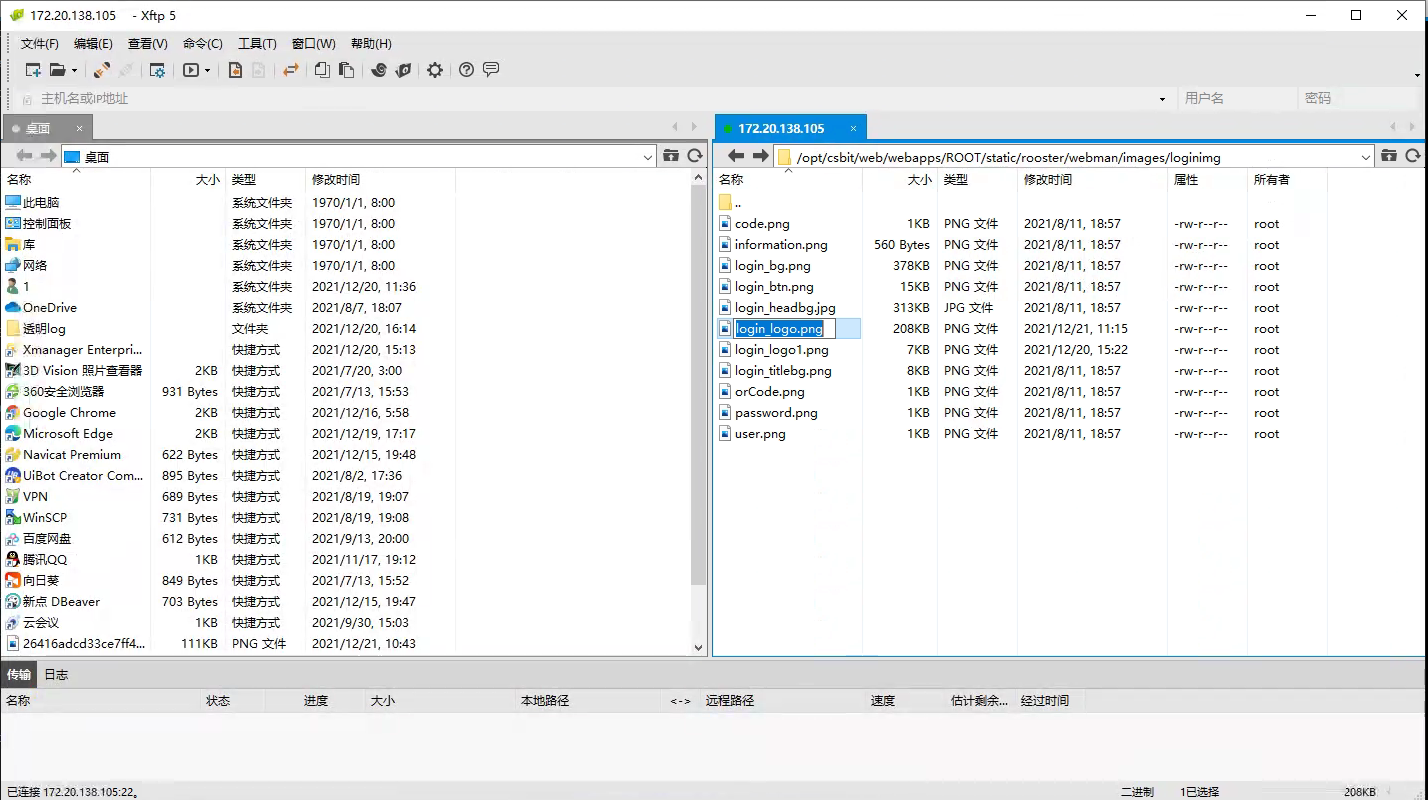 172.20.138.105 - Xftp 5
文件(F) 编辑(E) 查看(V) 命令(C) 工具(T) 窗口(W) 帮助(H)
主机名或IP地址 用户名 密码
桌面 ×
桌面
名称 大小 类型 修改时间
此电脑 系统文件夹 1970/1/1, 8:00
控制面板 系统文件夹 1970/1/1, 8:00
库 系统文件夹 1970/1/1, 8:00
网络 系统文件夹 1970/1/1, 8:00
1 系统文件夹 2021/12/20, 11:36
OneDrive 系统文件夹 2021/8/7, 18:07
透明log 文件夹 2021/12/20, 16:14
Xmanager Enterpri... 快捷方式 2021/12/20, 15:13
3D Vision 照片查看器 2KB 快捷方式 2021/7/20, 3:00
360安全浏览器 931 Bytes 快捷方式 2021/7/13, 15:53
Google Chrome 2KB 快捷方式 2021/12/16, 5:58
Microsoft Edge 2KB 快捷方式 2021/12/19, 17:17
Navicat Premium 622 Bytes 快捷方式 2021/12/15, 19:48
UiBot Creator Com... 895 Bytes 快捷方式 2021/8/2, 17:36
VPN 689 Bytes 快捷方式 2021/8/19, 19:07
WinSCP 731 Bytes 快捷方式 2021/8/19, 19:08
百度网盘 612 Bytes 快捷方式 2021/9/13, 20:00
腾讯QQ 1KB 快捷方式 2021/11/17, 19:12
向日葵 849 Bytes 快捷方式 2021/7/13, 15:52
新点 DBeaver 703 Bytes 快捷方式 2021/12/15, 19:47
云会议 1KB 快捷方式 2021/9/30, 15:03
26416adcd33ce7ff4... 111KB PNG 文件 2021/12/21, 10:43
172.20.138.105 ×
/opt/csbit/web/webapps/ROOT/static/rooster/webman/images/loginimg
名称 大小 类型 修改时间 属性 所有者
..
code.png 1KB PNG 文件 2021/8/11, 18:57 -rw-r--r-- root
information.png 560 Bytes PNG 文件 2021/8/11, 18:57 -rw-r--r-- root
login_bg.png 378KB PNG 文件 2021/8/11, 18:57 -rw-r--r-- root
login_btn.png 15KB PNG 文件 2021/8/11, 18:57 -rw-r--r-- root
login_headbg.jpg 313KB JPG 文件 2021/8/11, 18:57 -rw-r--r-- root
login_logo.png 208KB PNG 文件 2021/12/21, 11:15 -rw-r--r-- root
login_logo1.png 7KB PNG 文件 2021/12/20, 15:22 -rw-r--r-- root
login_titlebg.png 8KB PNG 文件 2021/8/11, 18:57 -rw-r--r-- root
orCode.png 1KB PNG 文件 2021/8/11, 18:57 -rw-r--r-- root
password.png 1KB PNG 文件 2021/8/11, 18:57 -rw-r--r-- root
user.png 1KB PNG 文件 2021/8/11, 18:57 -rw-r--r-- root
传输 日志
名称 状态 进度 大小 本地路径 <-> 远程路径 速度 估计剩余... 经过时间
已连接 172.20.138.105:22。 二进制 1已选择 208KB